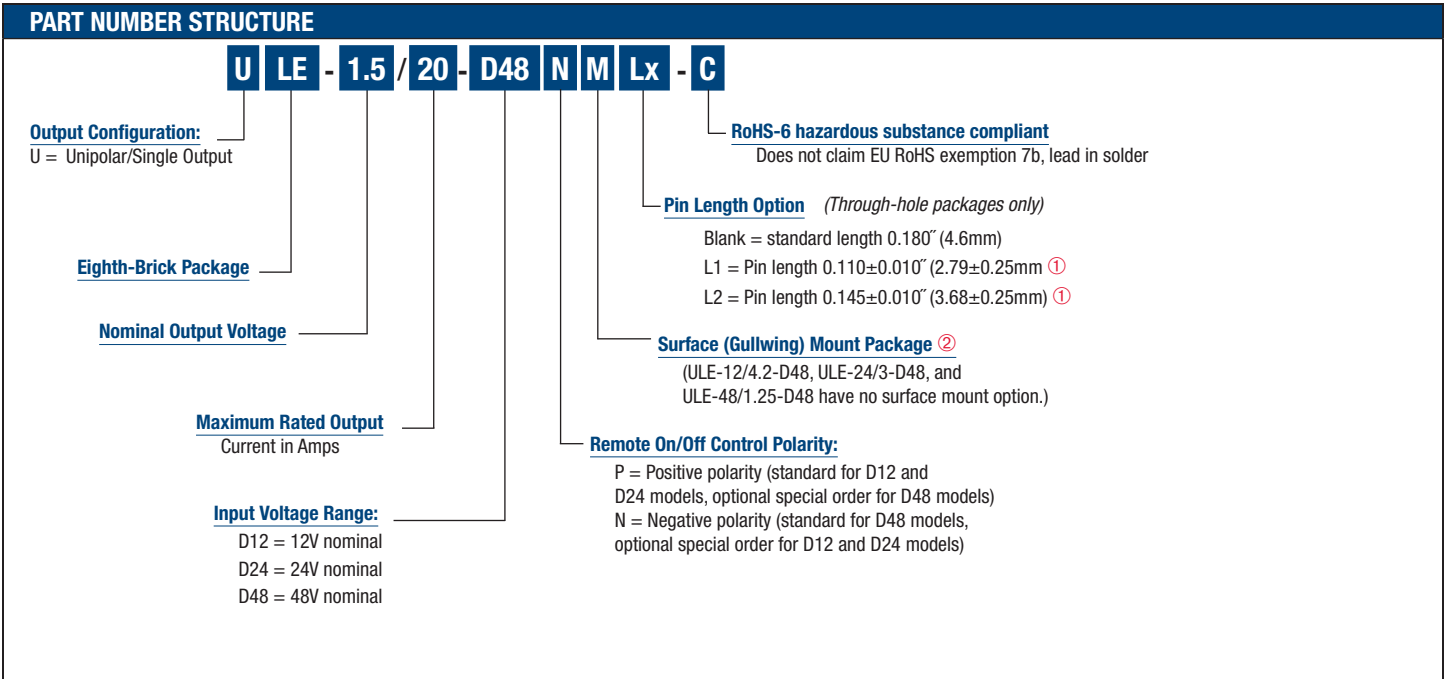 PART NUMBER STRUCTURE
U LE - 1.5 / 20 - D48 N M Lx - C
Output Configuration:
U = Unipolar/Single Output
Eighth-Brick Package
Nominal Output Voltage
Maximum Rated Output
Current in Amps
Input Voltage Range:
D12 = 12V nominal
D24 = 24V nominal
D48 = 48V nominal
RoHS-6 hazardous substance compliant
Does not claim EU RoHS exemption 7b, lead in solder
Pin Length Option (Through-hole packages only)
Blank = standard length 0.180˝ (4.6mm)
L1 = Pin length 0.110±0.010˝ (2.79±0.25mm ①
L2 = Pin length 0.145±0.010˝ (3.68±0.25mm) ①
Surface (Gullwing) Mount Package ②
(ULE-12/4.2-D48, ULE-24/3-D48, and
ULE-48/1.25-D48 have no surface mount option.)
Remote On/Off Control Polarity:
P = Positive polarity (standard for D12 and
D24 models, optional special order for D48 models)
N = Negative polarity (standard for D48 models,
optional special order for D12 and D24 models)